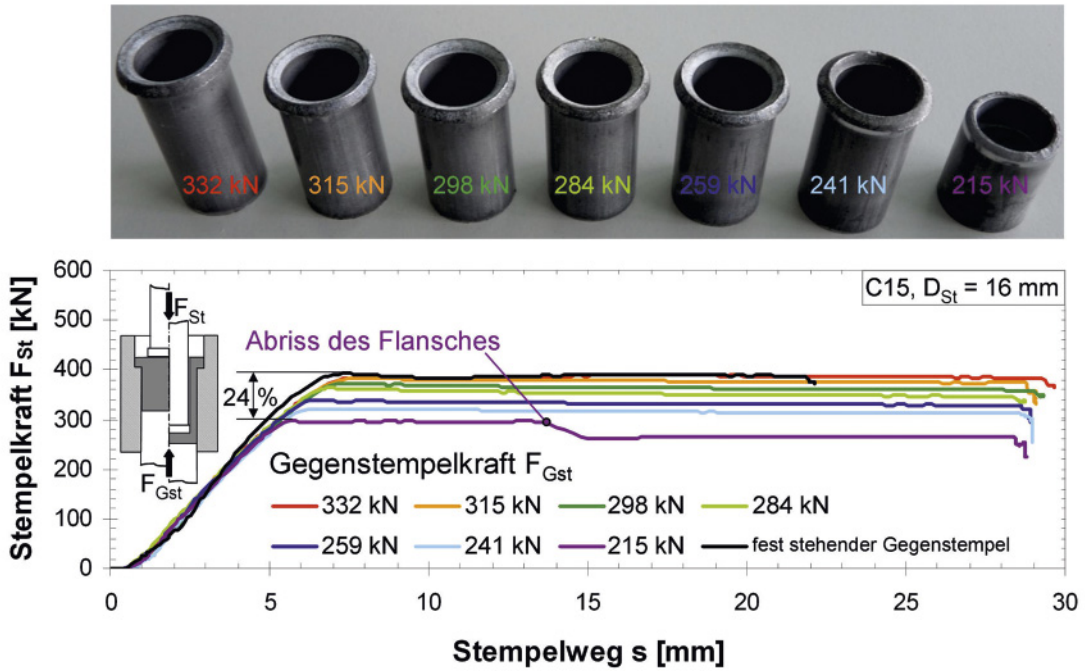 332 kN 315 kN 298 kN 284 kN 259 kN 241 kN 215 kN
Stempelkraft F_St [kN]
600
500
400
300
200
100
0
C15, D_St = 16 mm
F_St
F_Gst
24 %
Abriss des Flansches
Gegenstempelkraft F_Gst
332 kN 315 kN 298 kN 284 kN
259 kN 241 kN 215 kN fest stehender Gegenstempel
0 5 10 15 20 25 30
Stempelweg s [mm]